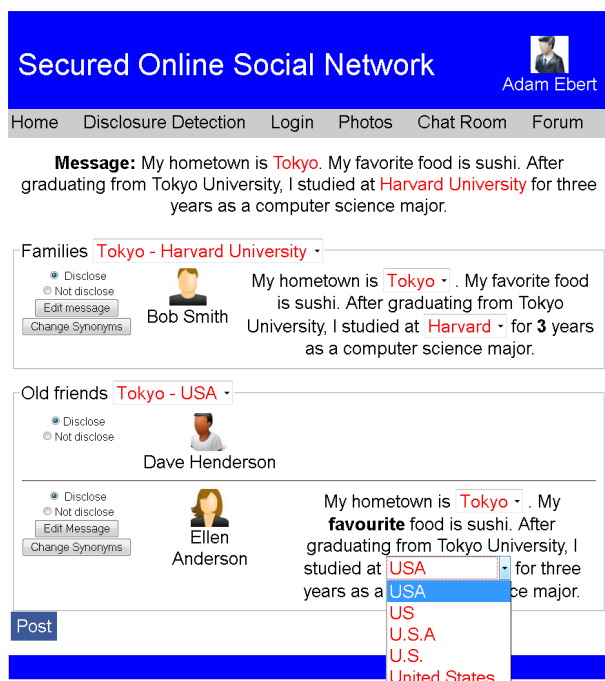 Secured Online Social Network
Adam Ebert
Home Disclosure Detection Login Photos Chat Room Forum
Message: My hometown is Tokyo. My favorite food is sushi. After
graduating from Tokyo University, I studied at Harvard University for three
years as a computer science major.
Families Tokyo - Harvard University
Disclose
Not disclose
Edit message
Change Synonyms
Bob Smith
My hometown is Tokyo . My favorite food
is sushi. After graduating from Tokyo
University, I studied at Harvard for 3 years
as a computer science major.
Old friends Tokyo - USA
Disclose
Not disclose
Dave Henderson
Disclose
Not disclose
Edit Message
Change Synonyms
Ellen
Anderson
My hometown is Tokyo . My
favourite food is sushi. After
graduating from Tokyo University, I
studied at USA for three
years as a ce major.
USA
US
U.S.A
U.S.
United States
Post